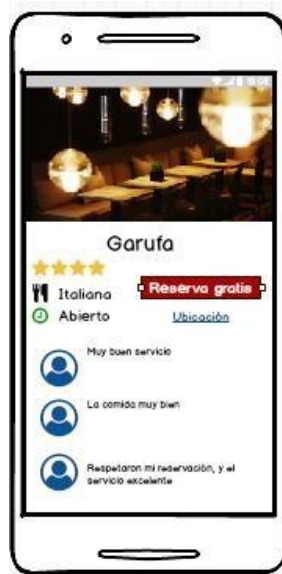 Garufa
Italiana
Reserva gratis
Abierto
Ubicación
Muy buen servicio
La comida muy bien
Respetaron mi reservación, y el
servicio excelente